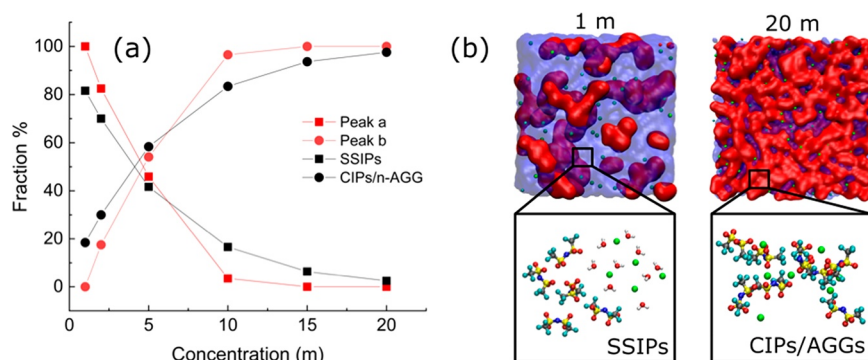 (a)
100
80
60
40
20
0
Fraction %
Peak a
Peak b
SSIPs
CIPs/n-AGG
0 5 10 15 20
Concentration (m)
(b)
1 m
20 m
SSIPs
CIPs/AGGs